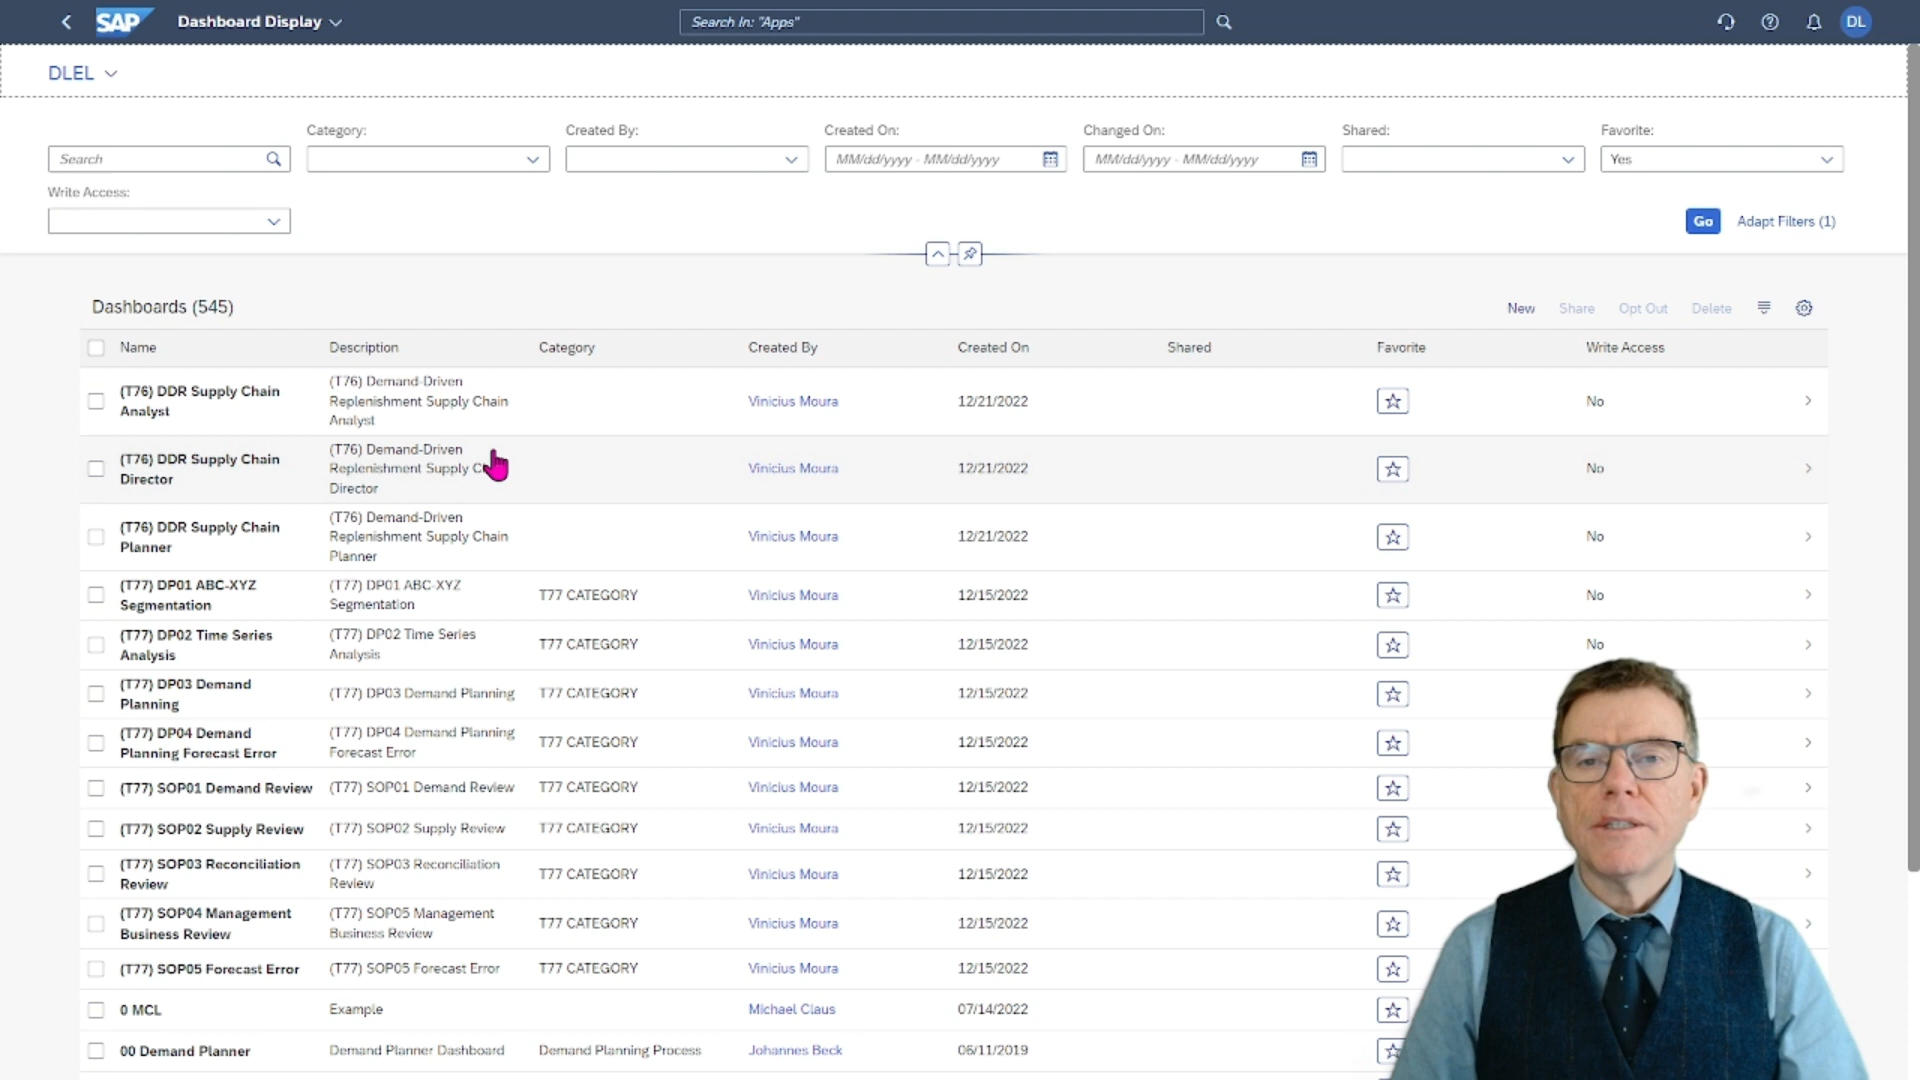 SAP
Dashboard Display
Search In: "Apps"
DL
DLEL
Category:
Created By:
Created On:
Changed On:
Shared:
Favorite:
Search
MM/dd/yyyy - MM/dd/yyyy
MM/dd/yyyy - MM/dd/yyyy
Yes
Write Access:
Go
Adapt Filters (1)
Dashboards (545)
New
Share
Opt Out
Delete
Name
Description
Category
Created By
Created On
Shared
Favorite
Write Access
(T76) DDR Supply Chain
Analyst
(T76) Demand-Driven
Replenishment Supply Chain
Analyst
Vinicius Moura
12/21/2022
No
(T76) DDR Supply Chain
Director
(T76) Demand-Driven
Replenishment Supply C
Director
Vinicius Moura
12/21/2022
No
(T76) DDR Supply Chain
Planner
(T76) Demand-Driven
Replenishment Supply Chain
Planner
Vinicius Moura
12/21/2022
No
(T77) DP01 ABC-XYZ
Segmentation
(T77) DP01 ABC-XYZ
Segmentation
T77 CATEGORY
Vinicius Moura
12/15/2022
No
(T77) DP02 Time Series
Analysis
(T77) DP02 Time Series
Analysis
T77 CATEGORY
Vinicius Moura
12/15/2022
No
(T77) DP03 Demand
Planning
(T77) DP03 Demand Planning
T77 CATEGORY
Vinicius Moura
12/15/2022
(T77) DP04 Demand
Planning Forecast Error
(T77) DP04 Demand Planning
Forecast Error
T77 CATEGORY
Vinicius Moura
12/15/2022
(T77) SOP01 Demand Review
(T77) SOP01 Demand Review
T77 CATEGORY
Vinicius Moura
12/15/2022
(T77) SOP02 Supply Review
(T77) SOP02 Supply Review
T77 CATEGORY
Vinicius Moura
12/15/2022
(T77) SOP03 Reconciliation
Review
(T77) SOP03 Reconciliation
Review
T77 CATEGORY
Vinicius Moura
12/15/2022
(T77) SOP04 Management
Business Review
(T77) SOP05 Management
Business Review
T77 CATEGORY
Vinicius Moura
12/15/2022
(T77) SOP05 Forecast Error
(T77) SOP05 Forecast Error
T77 CATEGORY
Vinicius Moura
12/15/2022
0 MCL
Example
Michael Claus
07/14/2022
00 Demand Planner
Demand Planner Dashboard
Demand Planning Process
Johannes Beck
06/11/2019